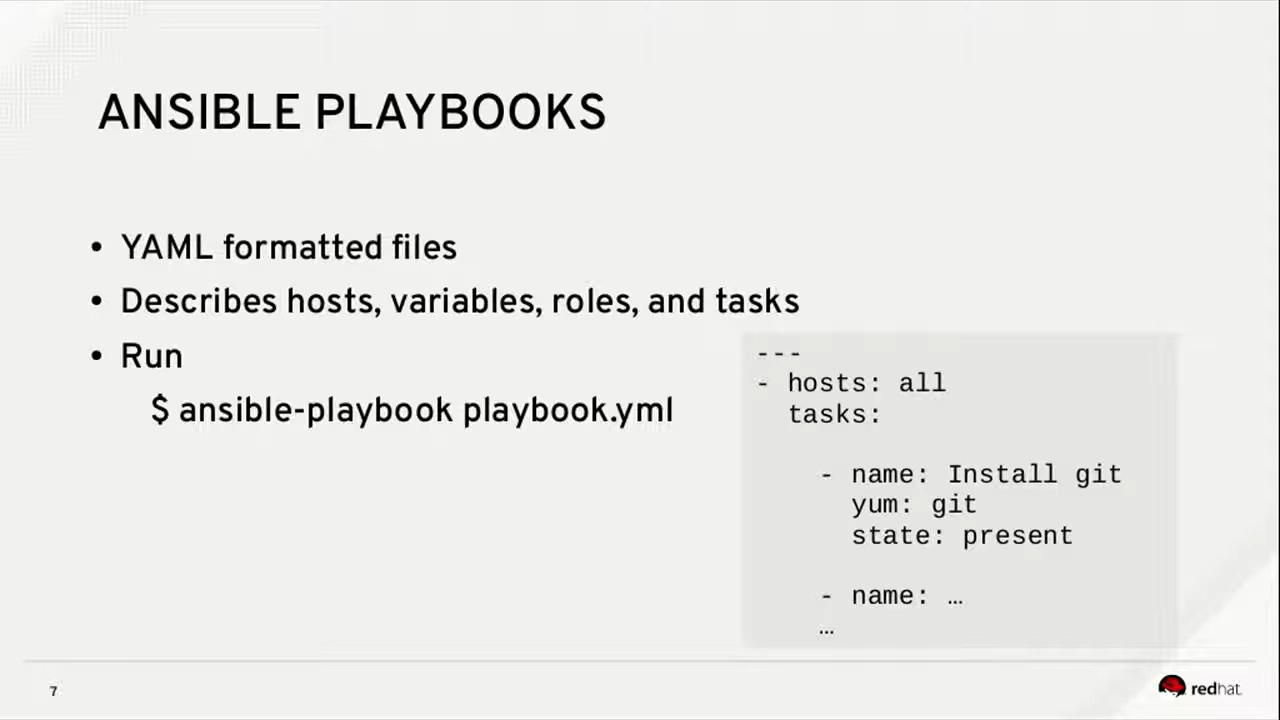 ANSIBLE PLAYBOOKS
• YAML formatted files
• Describes hosts, variables, roles, and tasks
• Run
$ ansible-playbook playbook.yml
---
- hosts: all
  tasks:
    - name: Install git
      yum: git
      state: present
    - name: …
    …
7
redhat.